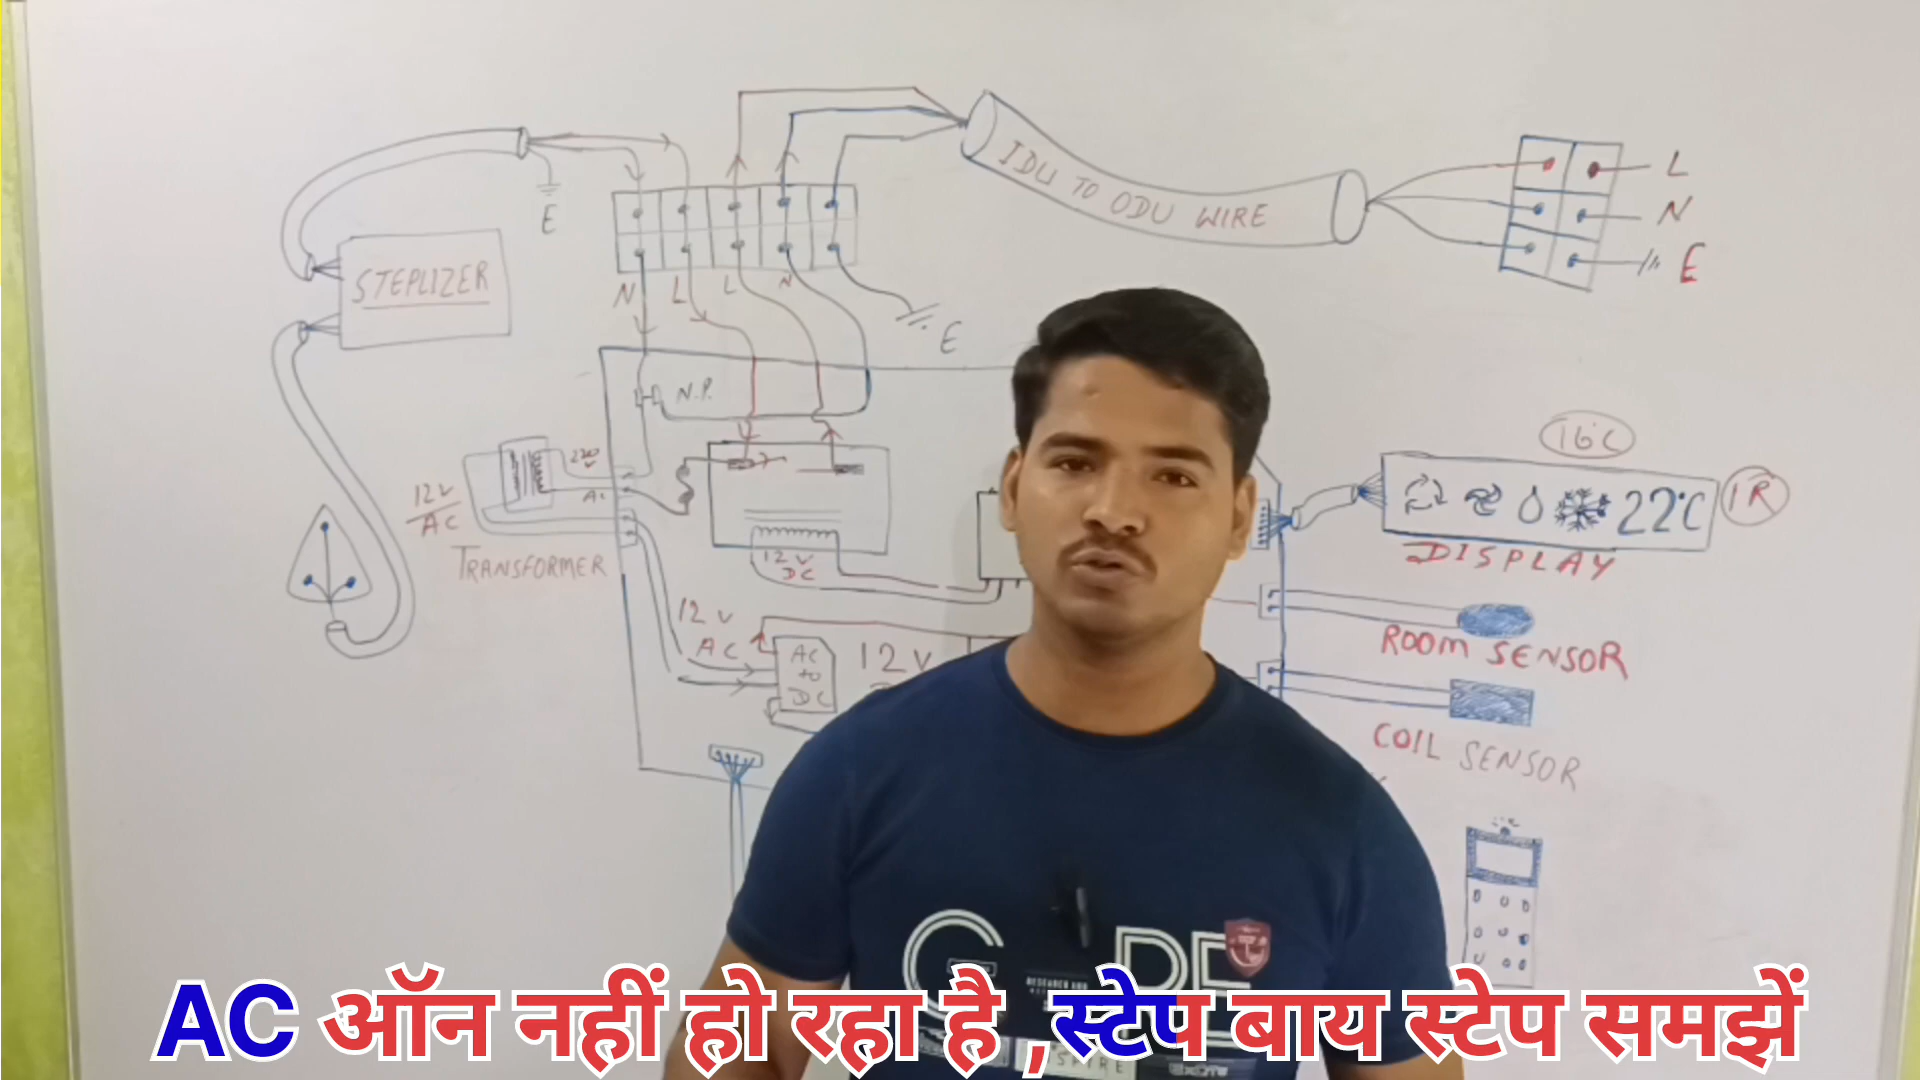 IDU TO ODU WIRE
L
N
E
E
STEPLIZER
N L L N
E
N.P.
16°C
220
V
12V
AC
22°C
IR
DISPLAY
TRANSFORMER
12V
DC
12V
AC
AC
to
DC
12V
ROOM SENSOR
COIL SENSOR
AC ऑन नहीं हो रहा है ,स्टेप बाय स्टेप समझें